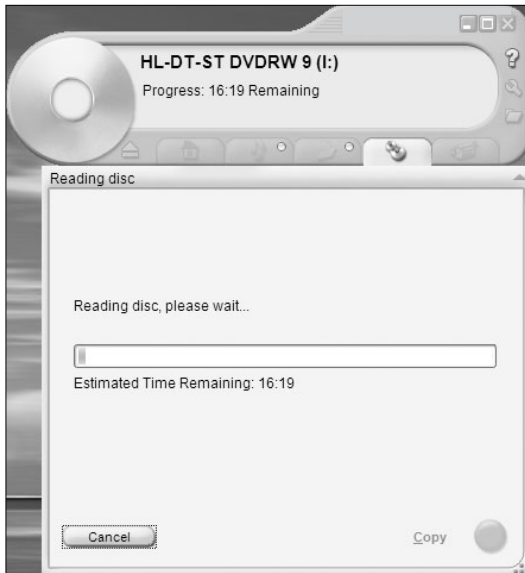 HL-DT-ST DVDRW 9 (I:)
Progress: 16:19 Remaining
Reading disc
Reading disc, please wait...
Estimated Time Remaining: 16:19
Cancel
Copy